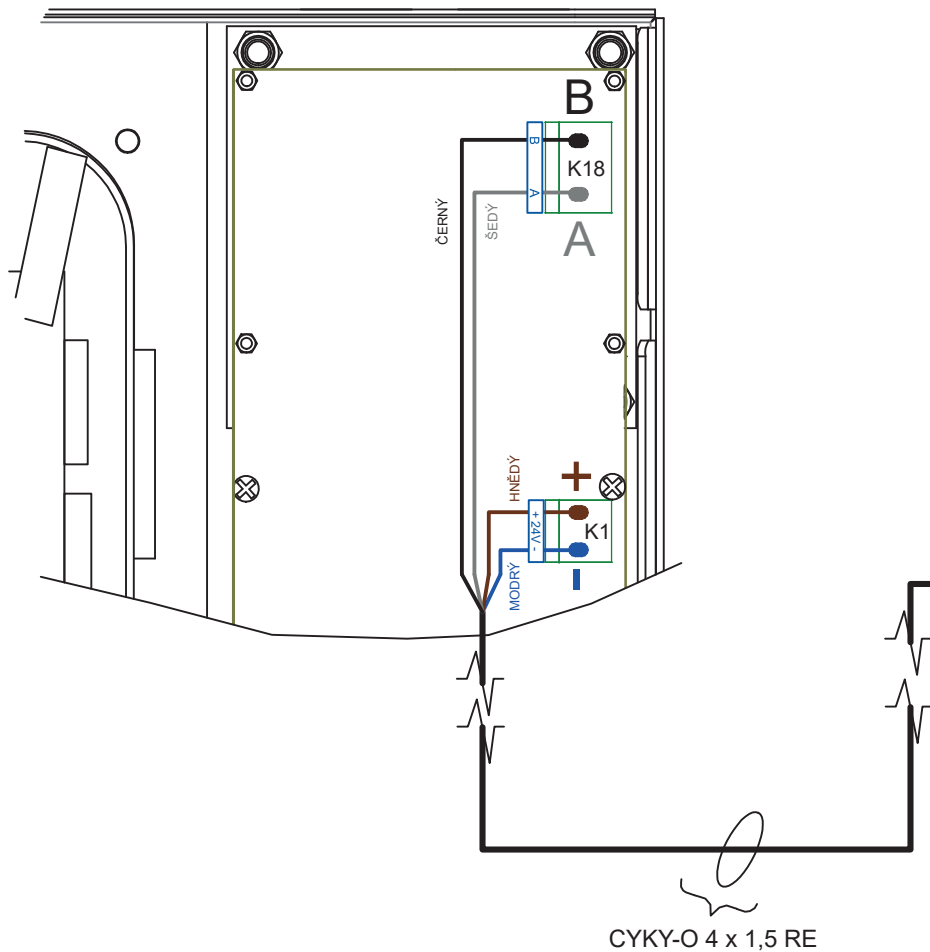 B
B
K18
A
A
ČERNÝ
ŠEDÝ
HNĚDÝ
+
+ 24V -
K1
-
MODRÝ
CYKY-O 4 x 1,5 RE